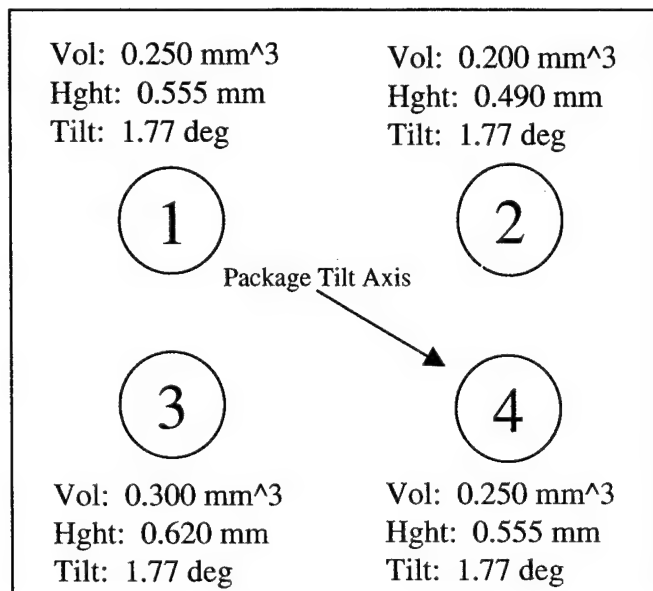 Vol: 0.250 mm^3
Hght: 0.555 mm
Tilt: 1.77 deg
Vol: 0.200 mm^3
Hght: 0.490 mm
Tilt: 1.77 deg
1
2
Package Tilt Axis
3
4
Vol: 0.300 mm^3
Hght: 0.620 mm
Tilt: 1.77 deg
Vol: 0.250 mm^3
Hght: 0.555 mm
Tilt: 1.77 deg